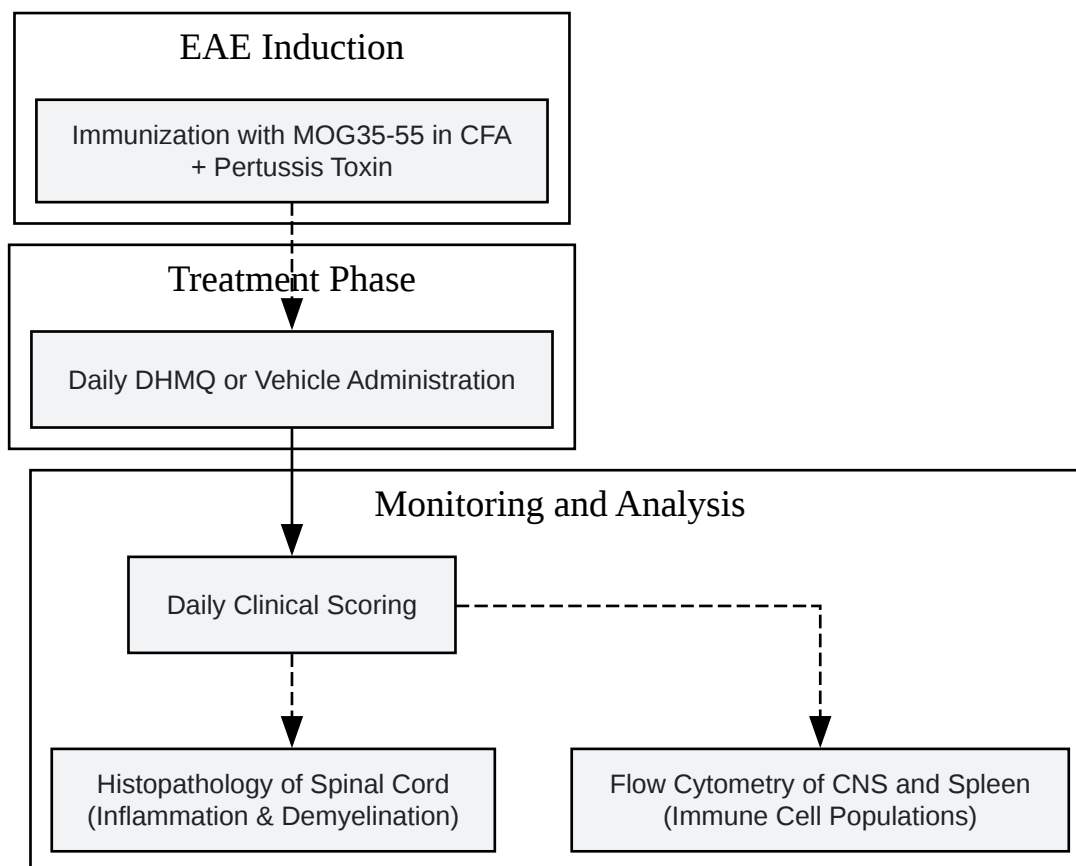 EAE Induction
Immunization with MOG35-55 in CFA
+ Pertussis Toxin
Treatment Phase
Daily DHMQ or Vehicle Administration
Monitoring and Analysis
Daily Clinical Scoring
Histopathology of Spinal Cord
(Inflammation & Demyelination)
Flow Cytometry of CNS and Spleen
(Immune Cell Populations)